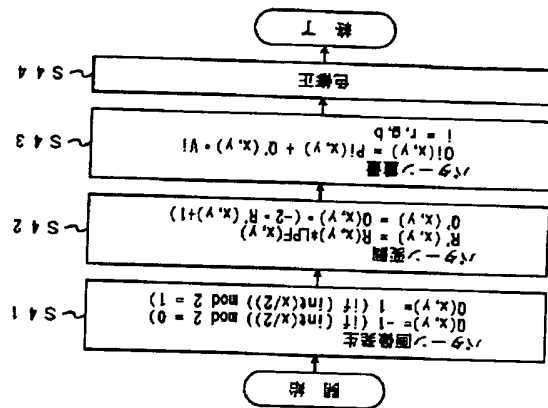 開 始
S41
パターン画像発生
Q(x,y)= -1 ( if ( int(x/2)) mod 2 = 0)
Q(x,y)= 1 ( if ( int(x/2)) mod 2 = 1)
S42
パターン変調
R'(x,y) = R(x,y)*LPF(x,y)
Q'(x,y) = Q(x,y)・(-2・R'(x,y)+1)
S43
パターン重畳
Oi(x,y) = Pi(x,y) + Q'(x,y)・Vi
i = r,g,b
S44
色修正
終 了